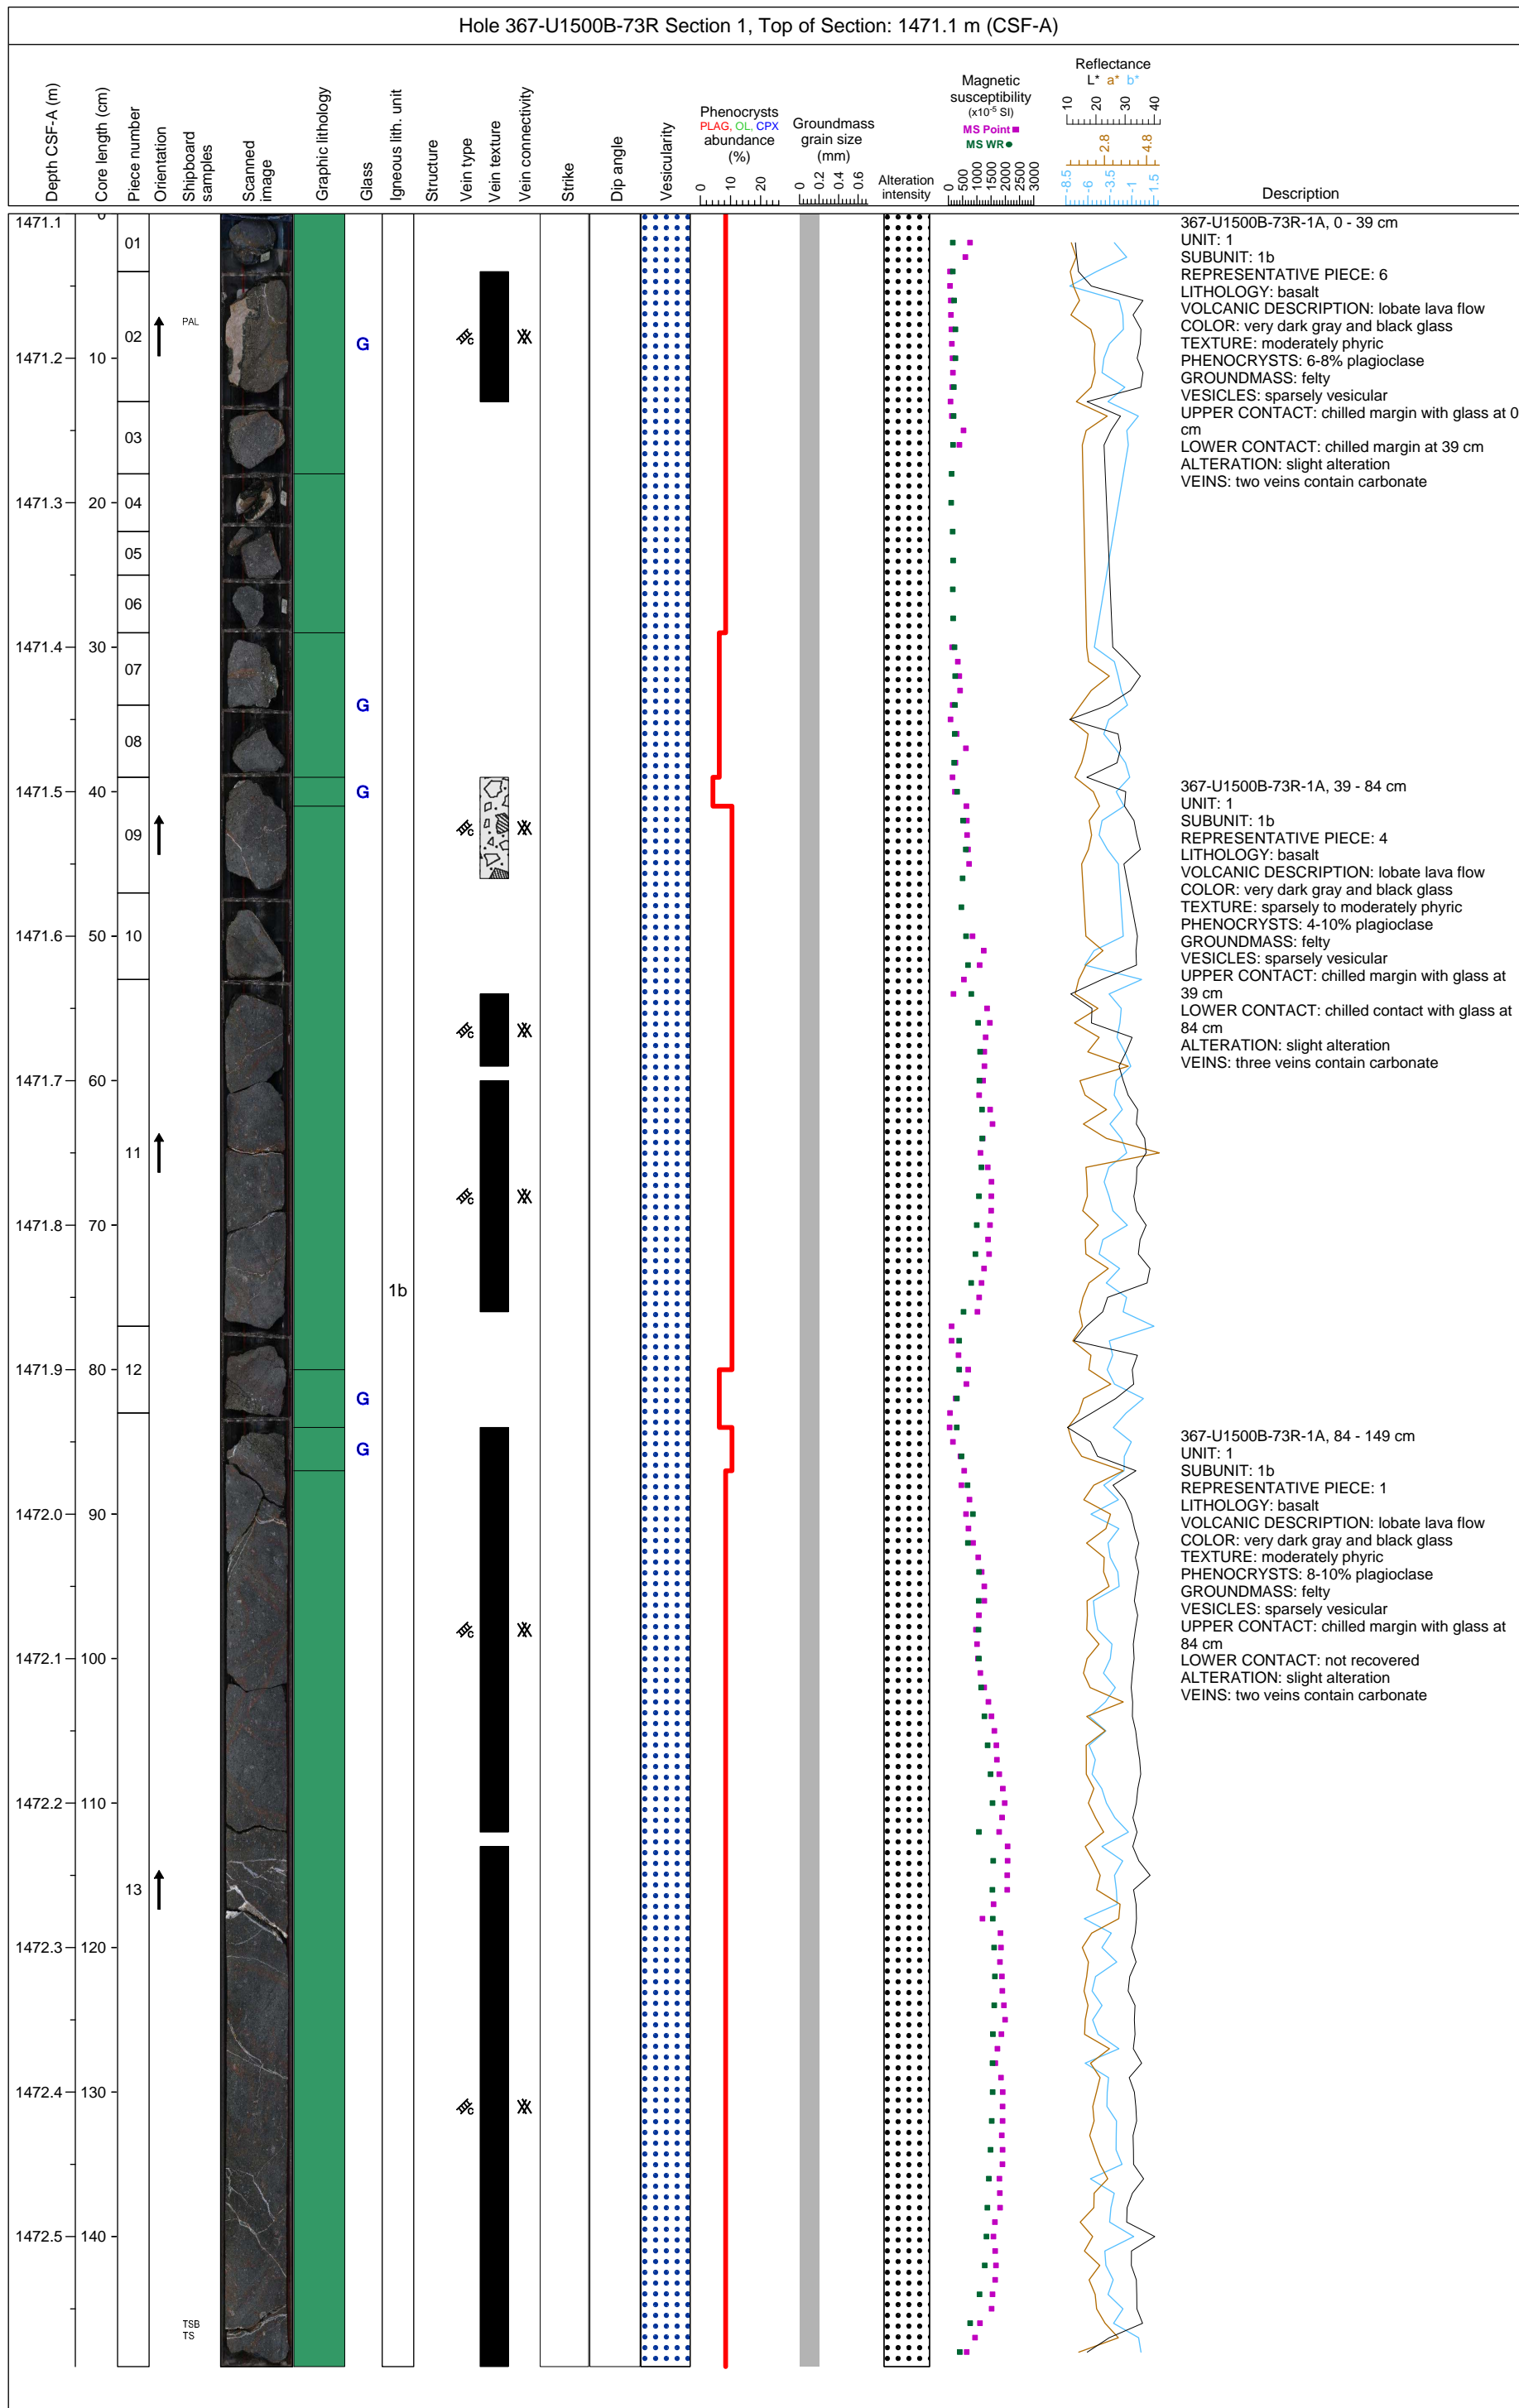 Hole 367-U1500B-73R Section 1, Top of Section: 1471.1 m (CSF-A)
Depth CSF-A (m)
Core length (cm)
Piece number
Orientation
Shipboard samples
Scanned image
Graphic lithology
Glass
Igneous lith. unit
Structure
Vein type
Vein texture
Vein connectivity
Strike
Dip angle
Vesicularity
Phenocrysts
PLAG, OL, CPX
abundance
(%)
0 10 20
Groundmass
grain size
(mm)
0 0.2 0.4 0.6
Alteration
intensity
Magnetic
susceptibility
(x10⁻⁵ SI)
MS Point
MS WR
0 500 1000 1500 2000 2500 3000
Reflectance
L* a* b*
10 20 30 40
2.8 4.8
-8.5 -6 -3.5 -1 1.5
Description
1471.1
1471.2
1471.3
1471.4
1471.5
1471.6
1471.7
1471.8
1471.9
1472.0
1472.1
1472.2
1472.3
1472.4
1472.5
0
10
20
30
40
50
60
70
80
90
100
110
120
130
140
01
02
03
04
05
06
07
08
09
10
11
12
13
PAL
TSB
TS
G
G
G
G
G
1b
C
C
C
C
C
C
367-U1500B-73R-1A, 0 - 39 cm
UNIT: 1
SUBUNIT: 1b
REPRESENTATIVE PIECE: 6
LITHOLOGY: basalt
VOLCANIC DESCRIPTION: lobate lava flow
COLOR: very dark gray and black glass
TEXTURE: moderately phyric
PHENOCRYSTS: 6-8% plagioclase
GROUNDMASS: felty
VESICLES: sparsely vesicular
UPPER CONTACT: chilled margin with glass at 0
cm
LOWER CONTACT: chilled margin at 39 cm
ALTERATION: slight alteration
VEINS: two veins contain carbonate
367-U1500B-73R-1A, 39 - 84 cm
UNIT: 1
SUBUNIT: 1b
REPRESENTATIVE PIECE: 4
LITHOLOGY: basalt
VOLCANIC DESCRIPTION: lobate lava flow
COLOR: very dark gray and black glass
TEXTURE: sparsely to moderately phyric
PHENOCRYSTS: 4-10% plagioclase
GROUNDMASS: felty
VESICLES: sparsely vesicular
UPPER CONTACT: chilled margin with glass at
39 cm
LOWER CONTACT: chilled contact with glass at
84 cm
ALTERATION: slight alteration
VEINS: three veins contain carbonate
367-U1500B-73R-1A, 84 - 149 cm
UNIT: 1
SUBUNIT: 1b
REPRESENTATIVE PIECE: 1
LITHOLOGY: basalt
VOLCANIC DESCRIPTION: lobate lava flow
COLOR: very dark gray and black glass
TEXTURE: moderately phyric
PHENOCRYSTS: 8-10% plagioclase
GROUNDMASS: felty
VESICLES: sparsely vesicular
UPPER CONTACT: chilled margin with glass at
84 cm
LOWER CONTACT: not recovered
ALTERATION: slight alteration
VEINS: two veins contain carbonate